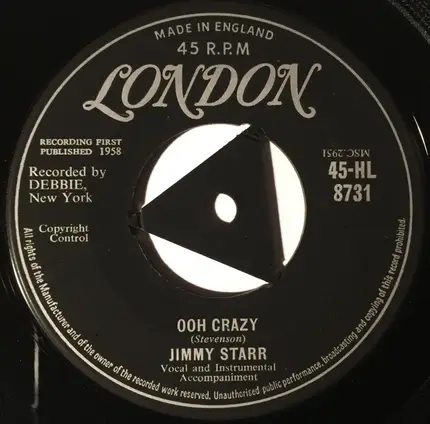 MADE IN ENGLAND
45 R.P.M
LONDON
RECORDING FIRST
PUBLISHED 1958
Recorded by
DEBBIE,
New York
Copyright
Control
MSC.2951
45-HL
8731
OOH CRAZY
(Stevenson)
JIMMY STARR
Vocal and Instrumental
Accompaniment
All rights of the Manufacturer and of the owner of the recorded work reserved. Unauthorised public performance, broadcasting and copying of this record prohibited.